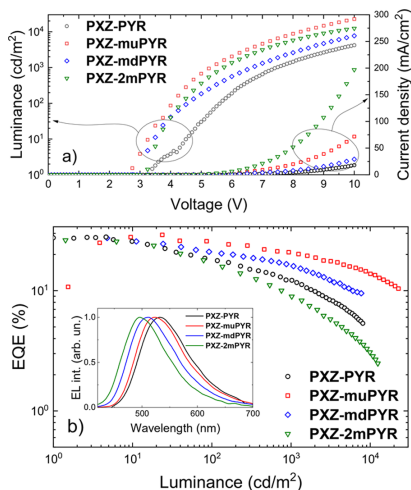 PXZ-PYR
PXZ-muPYR
PXZ-mdPYR
PXZ-2mPYR
Luminance (cd/m²)
10⁴
10³
10²
10¹
10⁰
300
250
200
150
100
50
0
Current density (mA/cm²)
a)
0 1 2 3 4 5 6 7 8 9 10
Voltage (V)
EQE (%)
10¹
10⁰
EL int. (arb. un.)
1.0
0.5
0.0
PXZ-PYR
PXZ-muPYR
PXZ-mdPYR
PXZ-2mPYR
500 600 700
Wavelength (nm)
b)
PXZ-PYR
PXZ-muPYR
PXZ-mdPYR
PXZ-2mPYR
10⁰ 10¹ 10² 10³ 10⁴
Luminance (cd/m²)